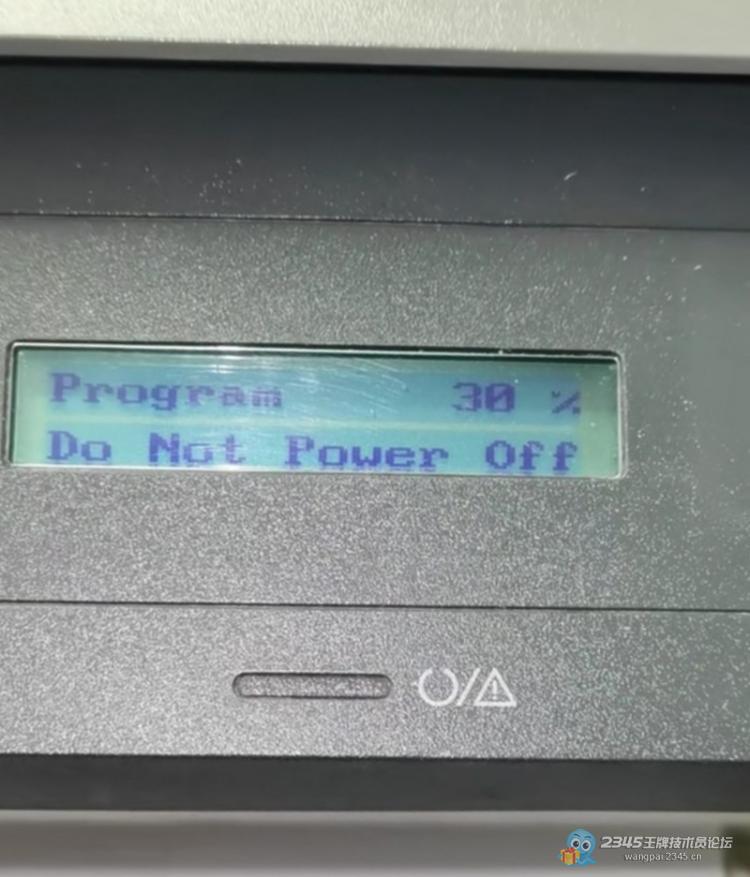 Program 30 %
Do Not Power Off
2345王牌技术员论坛
wangpai.2345.cn